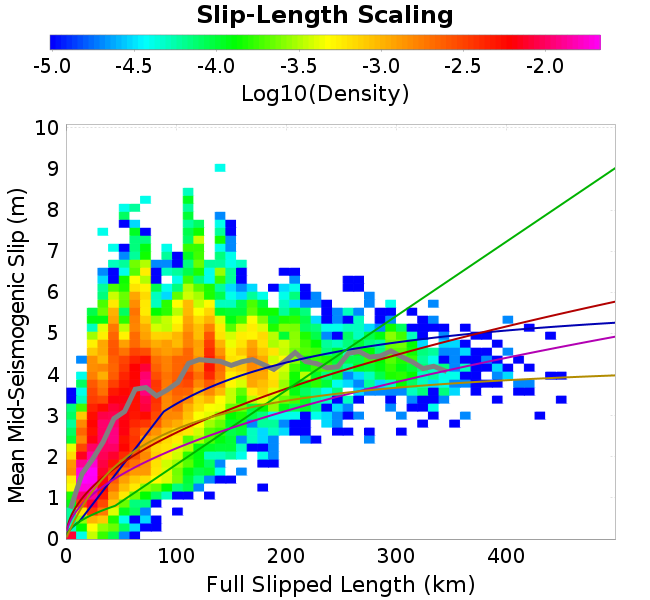 Slip-Length Scaling
-5.0 -4.5 -4.0 -3.5 -3.0 -2.5 -2.0
Log10(Density)
10
9
8
7
6
5
4
3
2
1
0
Mean Mid-Seismogenic Slip (m)
0 100 200 300 400
Full Slipped Length (km)